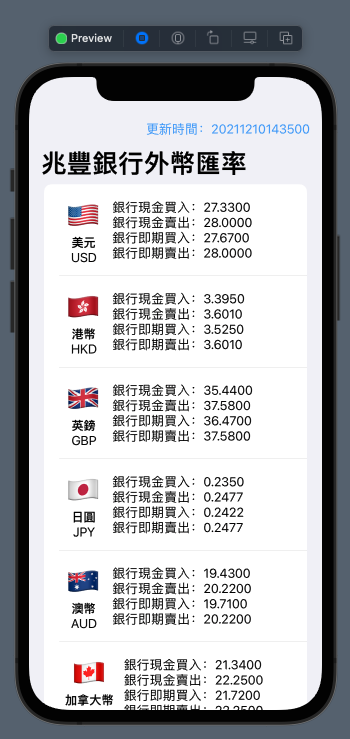 Preview
更新時間：20211210143500
兆豐銀行外幣匯率
銀行現金買入：27.3300
銀行現金賣出：28.0000
銀行即期買入：27.6700
銀行即期賣出：28.0000
美元
USD
銀行現金買入：3.3950
銀行現金賣出：3.6010
銀行即期買入：3.5250
銀行即期賣出：3.6010
港幣
HKD
銀行現金買入：35.4400
銀行現金賣出：37.5800
銀行即期買入：36.4700
銀行即期賣出：37.5800
英鎊
GBP
銀行現金買入：0.2350
銀行現金賣出：0.2477
銀行即期買入：0.2422
銀行即期賣出：0.2477
日圓
JPY
銀行現金買入：19.4300
銀行現金賣出：20.2200
銀行即期買入：19.7100
銀行即期賣出：20.2200
澳幣
AUD
銀行現金買入：21.3400
銀行現金賣出：22.2500
銀行即期買入：21.7200
銀行即期賣出：22.2500
加拿大幣